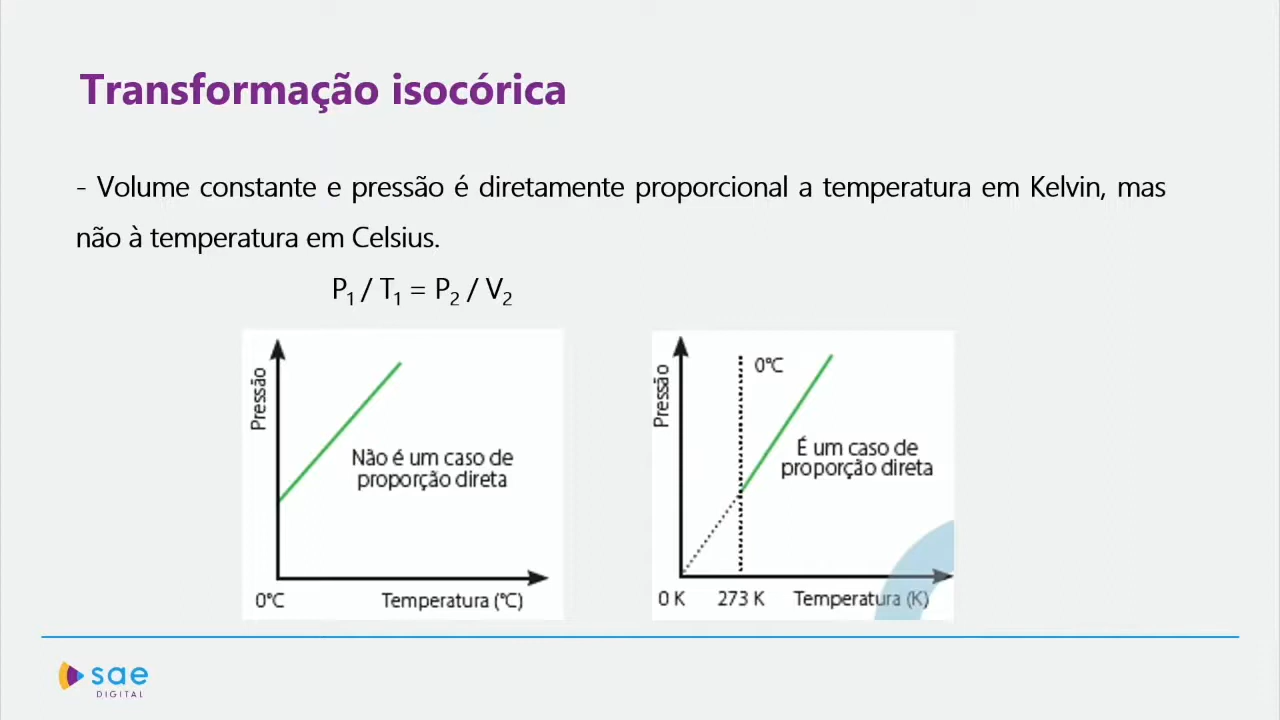 Transformação isocórica
- Volume constante e pressão é diretamente proporcional a temperatura em Kelvin, mas
não à temperatura em Celsius.
P₁ / T₁ = P₂ / V₂
Pressão
Não é um caso de
proporção direta
0°C
Temperatura (°C)
Pressão
0°C
É um caso de
proporção direta
0 K
273 K
Temperatura (K)
sae
DIGITAL